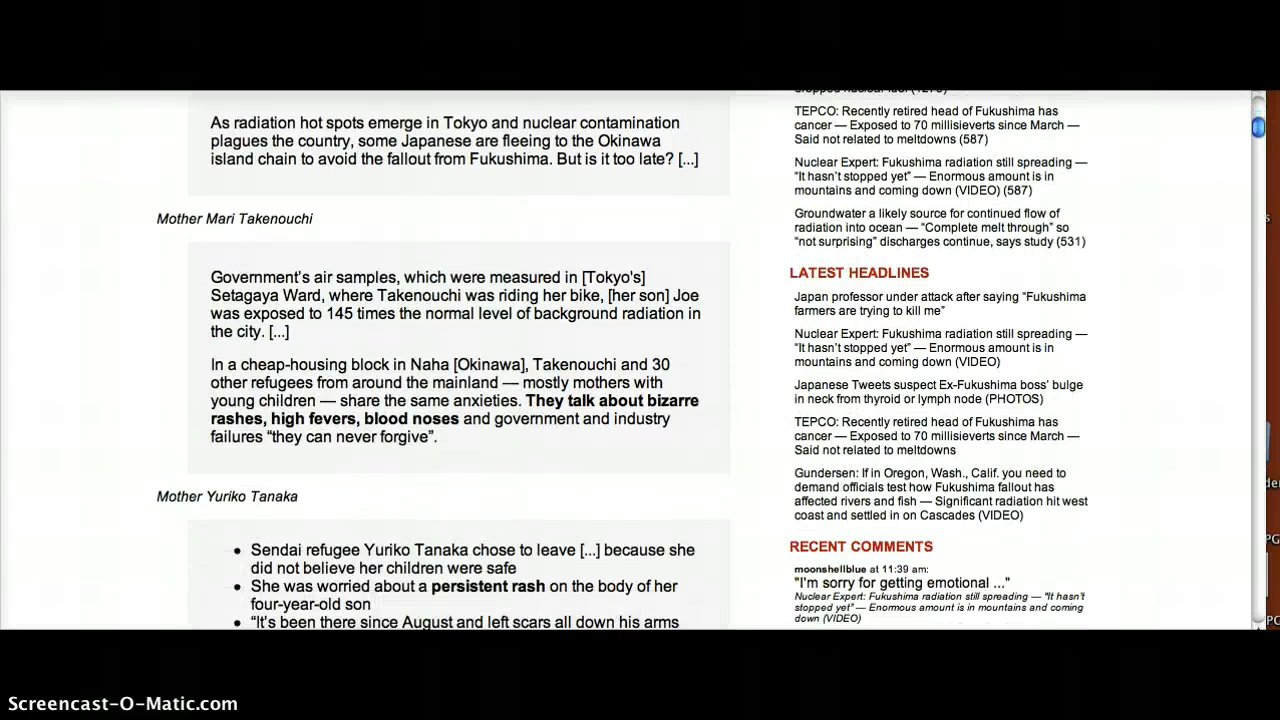 As radiation hot spots emerge in Tokyo and nuclear contamination
plagues the country, some Japanese are fleeing to the Okinawa
island chain to avoid the fallout from Fukushima. But is it too late? [...]
Mother Mari Takenouchi
Government's air samples, which were measured in [Tokyo's]
Setagaya Ward, where Takenouchi was riding her bike, [her son] Joe
was exposed to 145 times the normal level of background radiation in
the city. [...]
In a cheap-housing block in Naha [Okinawa], Takenouchi and 30
other refugees from around the mainland — mostly mothers with
young children — share the same anxieties. They talk about bizarre
rashes, high fevers, blood noses and government and industry
failures “they can never forgive”.
Mother Yuriko Tanaka
• Sendai refugee Yuriko Tanaka chose to leave [...] because she
did not believe her children were safe
• She was worried about a persistent rash on the body of her
four-year-old son
• “It's been there since August and left scars all down his arms
TEPCO: Recently retired head of Fukushima has
cancer — Exposed to 70 millisieverts since March —
Said not related to meltdowns (587)
Nuclear Expert: Fukushima radiation still spreading —
“It hasn't stopped yet” — Enormous amount is in
mountains and coming down (VIDEO) (587)
Groundwater a likely source for continued flow of
radiation into ocean — “Complete melt through” so
“not surprising” discharges continue, says study (531)
LATEST HEADLINES
Japan professor under attack after saying “Fukushima
farmers are trying to kill me”
Nuclear Expert: Fukushima radiation still spreading —
“It hasn't stopped yet” — Enormous amount is in
mountains and coming down (VIDEO)
Japanese Tweets suspect Ex-Fukushima boss' bulge
in neck from thyroid or lymph node (PHOTOS)
TEPCO: Recently retired head of Fukushima has
cancer — Exposed to 70 millisieverts since March —
Said not related to meltdowns
Gundersen: If in Oregon, Wash., Calif. you need to
demand officials test how Fukushima fallout has
affected rivers and fish — Significant radiation hit west
coast and settled in on Cascades (VIDEO)
RECENT COMMENTS
moonshellblue at 11:39 am:
"I'm sorry for getting emotional ..."
Nuclear Expert: Fukushima radiation still spreading — “It hasn't
stopped yet” — Enormous amount is in mountains and coming
down (VIDEO)
Screencast-O-Matic.com